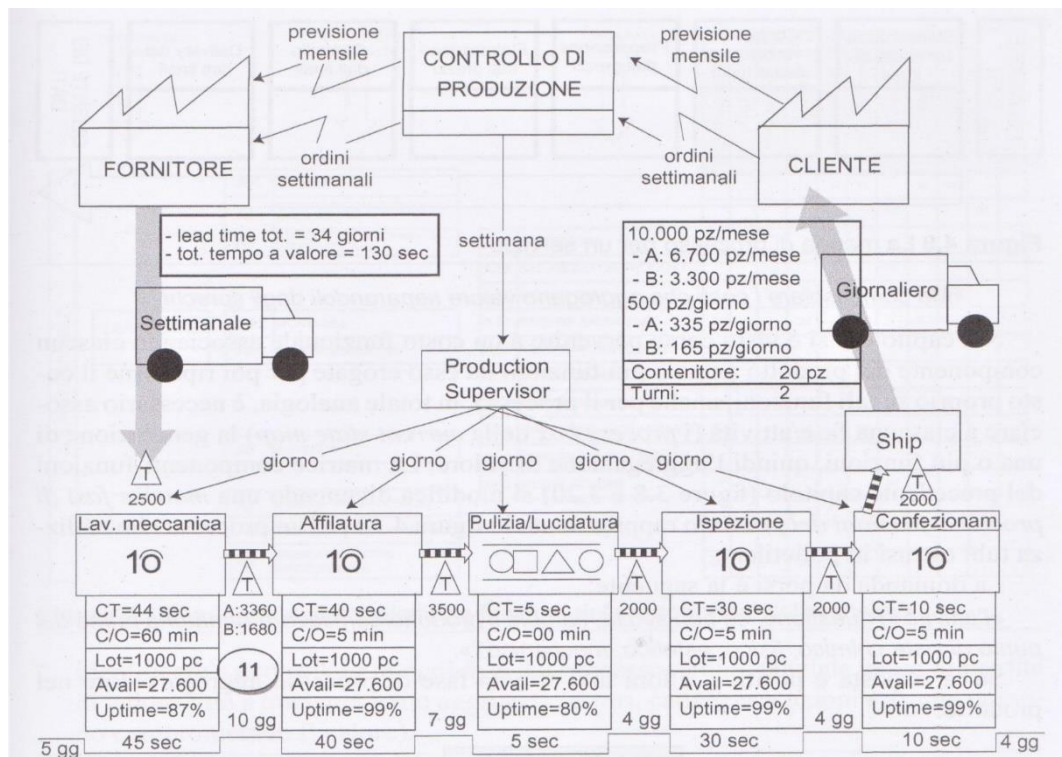 previsione
mensile
CONTROLLO DI
PRODUZIONE
previsione
mensile
FORNITORE
ordini
settimanali
ordini
settimanali
CLIENTE
- lead time tot. = 34 giorni
- tot. tempo a valore = 130 sec
settimana
10.000 pz/mese
- A: 6.700 pz/mese
- B: 3.300 pz/mese
500 pz/giorno
- A: 335 pz/giorno
- B: 165 pz/giorno
Contenitore: 20 pz
Turni: 2
Settimanale
Giornaliero
Production
Supervisor
giorno giorno giorno giorno giorno
Ship
T
2500
T
2000
Lav. meccanica
Affilatura
Pulizia/Lucidatura
Ispezione
Confezionam.
10
10
10
10
T
T
T
T
CT=44 sec
C/O=60 min
Lot=1000 pc
Avail=27.600
Uptime=87%
A:3360
B:1680
11
10 gg
CT=40 sec
C/O=5 min
Lot=1000 pc
Avail=27.600
Uptime=99%
3500
7 gg
CT=5 sec
C/O=00 min
Lot=1000 pc
Avail=27.600
Uptime=80%
2000
4 gg
CT=30 sec
C/O=5 min
Lot=1000 pc
Avail=27.600
Uptime=99%
2000
4 gg
CT=10 sec
C/O=5 min
Lot=1000 pc
Avail=27.600
Uptime=99%
5 gg
45 sec
40 sec
5 sec
30 sec
10 sec
4 gg